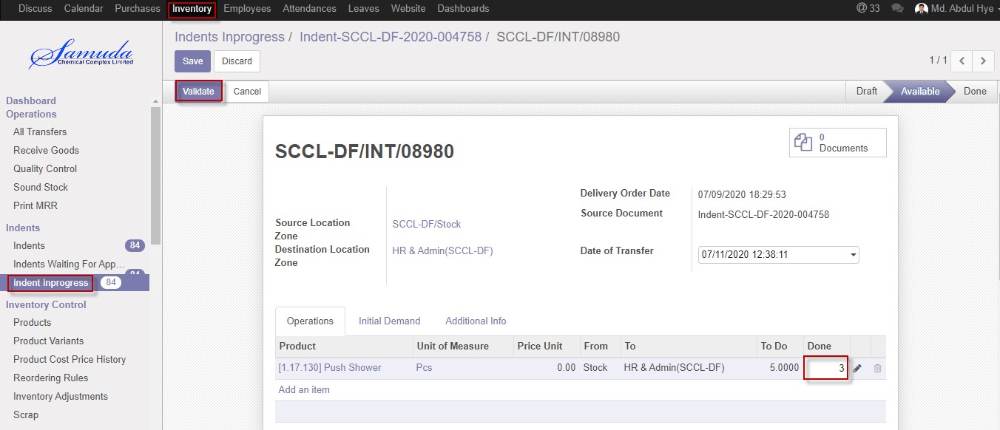 Discuss Calendar Purchases Inventory Employees Attendances Leaves Website Dashboards @ 33 Md. Abdul Hye
Samuda
Chemical Complex Limited
Indents Inprogress / Indent-SCCL-DF-2020-004758 / SCCL-DF/INT/08980
Save Discard 1 / 1
Validate Cancel Draft Available Done
Dashboard
Operations
All Transfers
Receive Goods
Quality Control
Sound Stock
Print MRR
Indents
Indents 84
Indents Waiting For App... 84
Indent Inprogress 84
Inventory Control
Products
Product Variants
Product Cost Price History
Reordering Rules
Inventory Adjustments
Scrap
0
Documents
SCCL-DF/INT/08980
Source Location
Zone
SCCL-DF/Stock
Destination Location
Zone
HR & Admin(SCCL-DF)
Delivery Order Date 07/09/2020 18:29:53
Source Document Indent-SCCL-DF-2020-004758
Date of Transfer 07/11/2020 12:38:11
Operations Initial Demand Additional Info
Product Unit of Measure Price Unit From To To Do Done
[1.17.130] Push Shower Pcs 0.00 Stock HR & Admin(SCCL-DF) 5.0000 3
Add an item